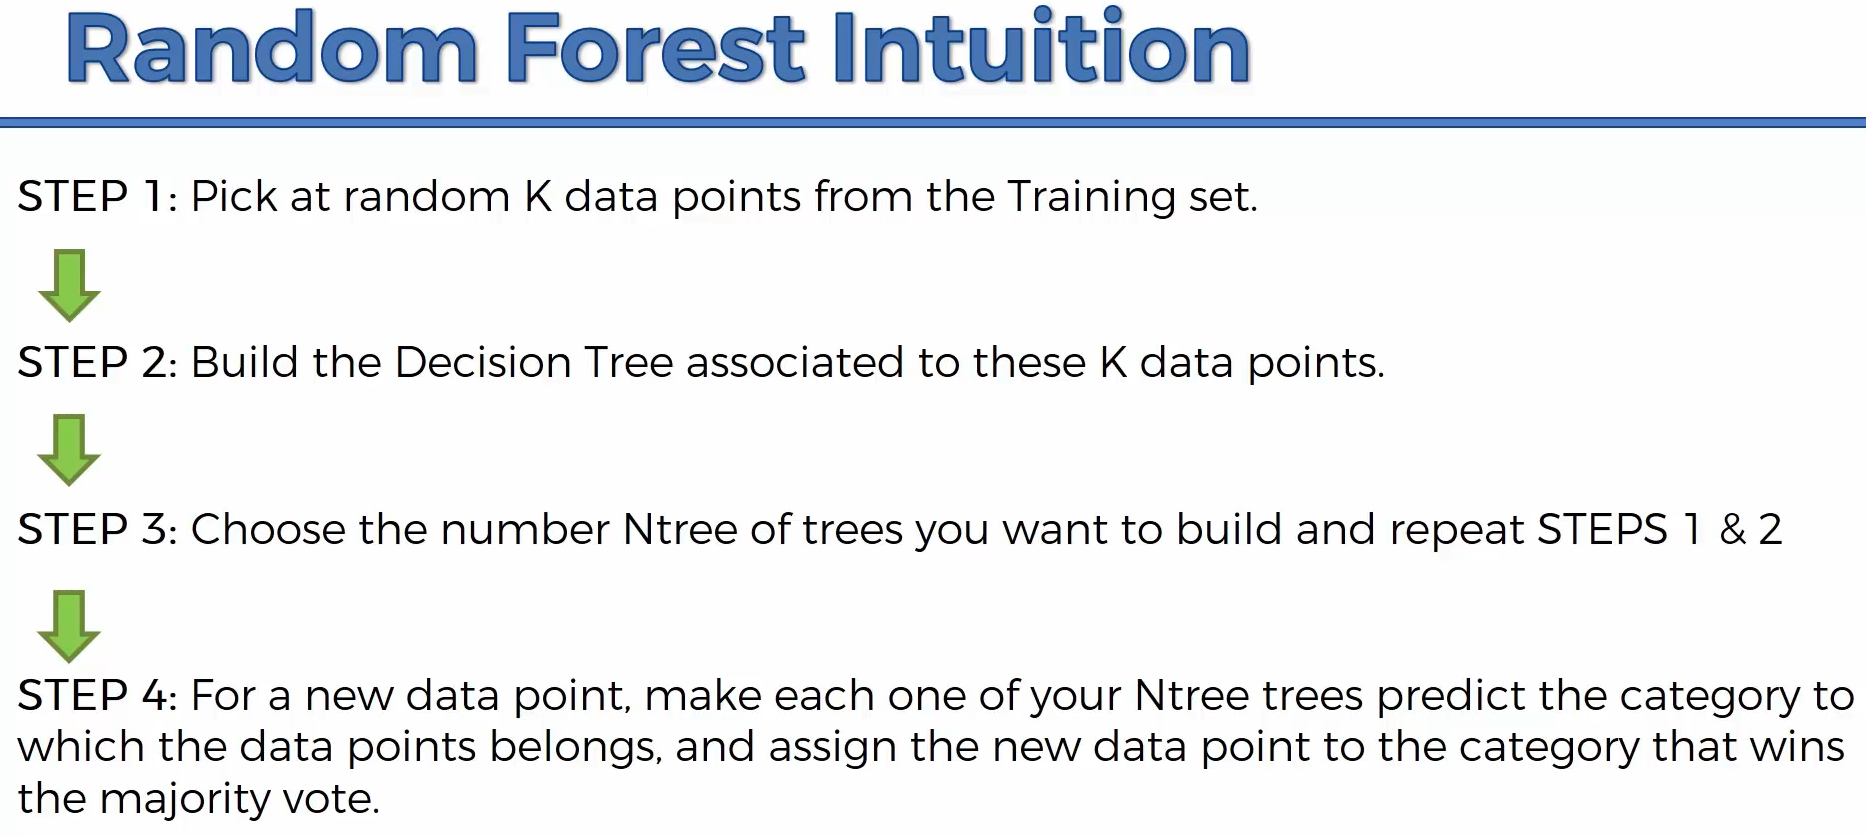 Random Forest Intuition
STEP 1: Pick at random K data points from the Training set.
STEP 2: Build the Decision Tree associated to these K data points.
STEP 3: Choose the number Ntree of trees you want to build and repeat STEPS 1 & 2
STEP 4: For a new data point, make each one of your Ntree trees predict the category to
which the data points belongs, and assign the new data point to the category that wins
the majority vote.